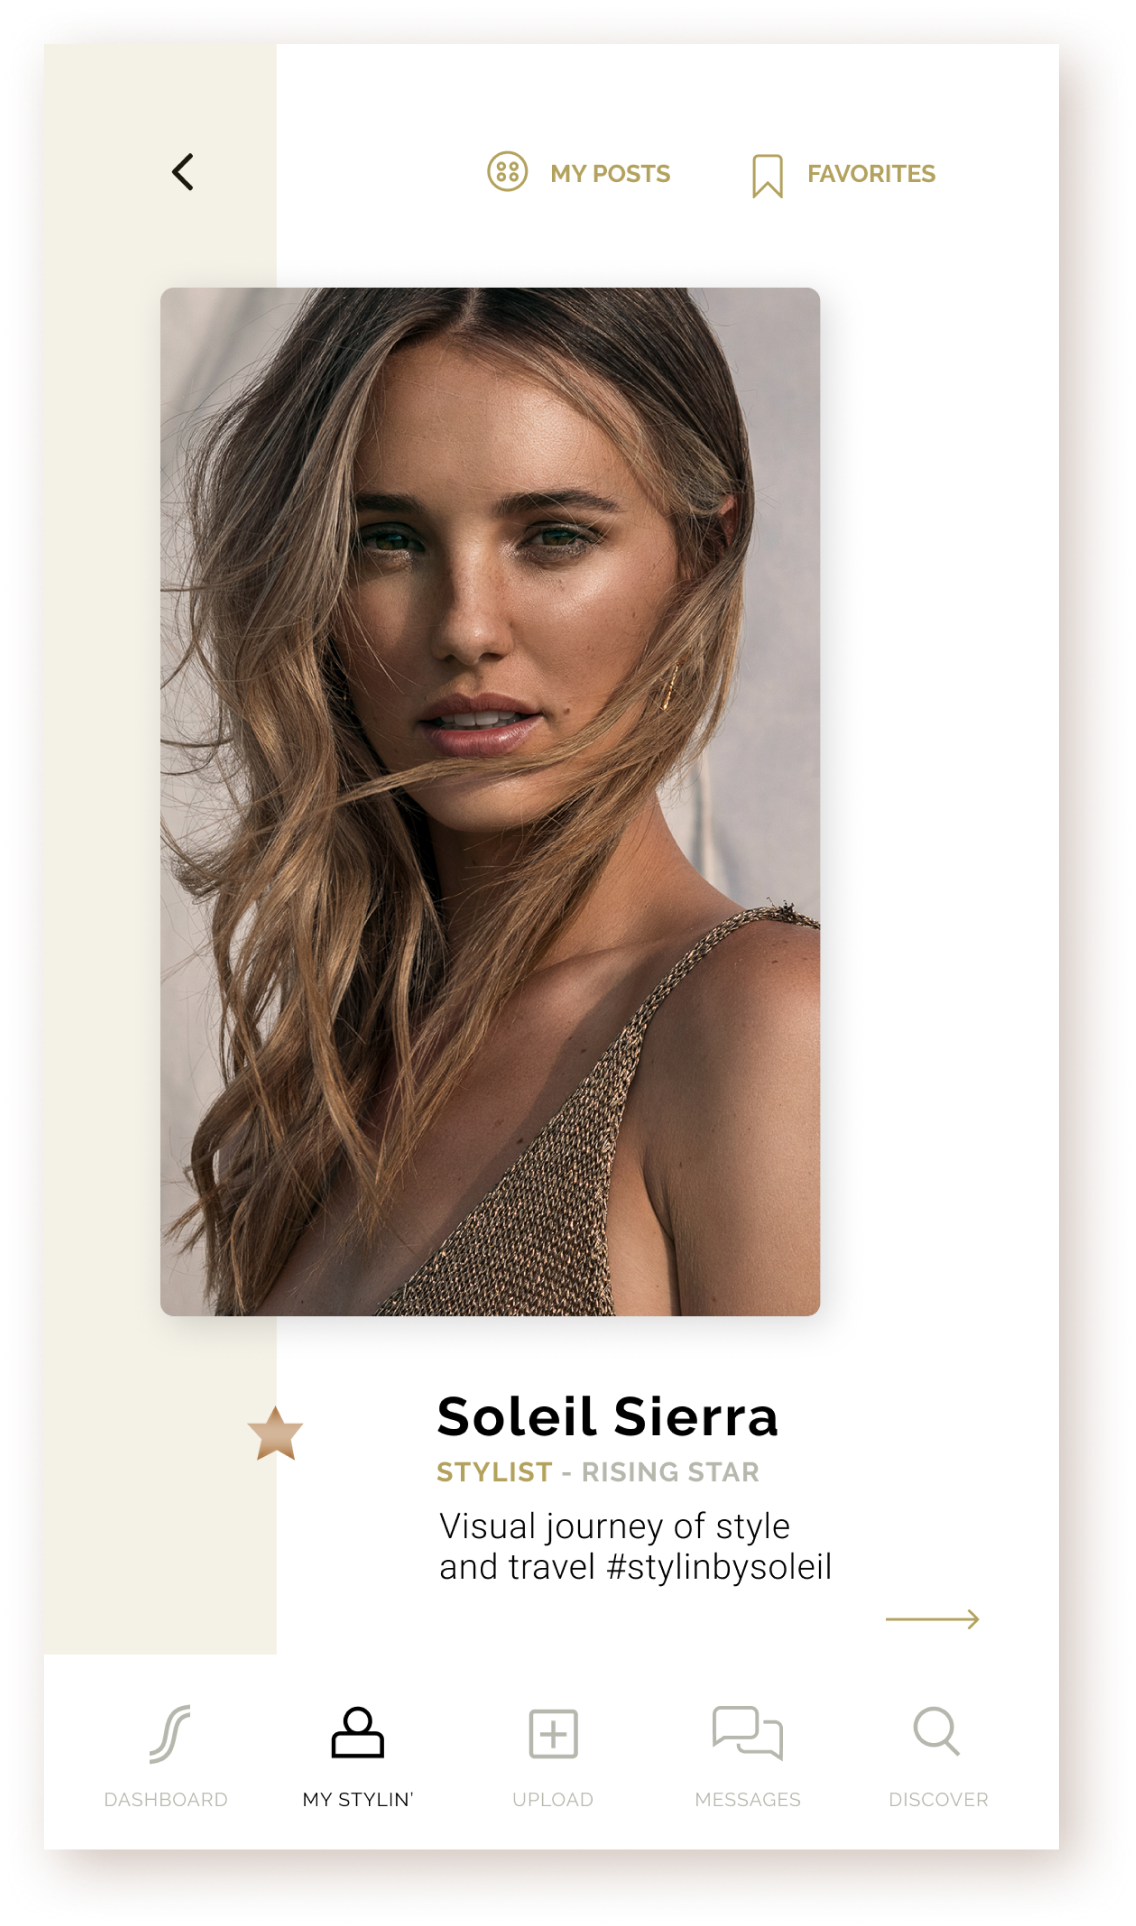 MY POSTS
FAVORITES
Soleil Sierra
STYLIST - RISING STAR
Visual journey of style
and travel #stylinbysoleil
DASHBOARD
MY STYLIN'
UPLOAD
MESSAGES
DISCOVER